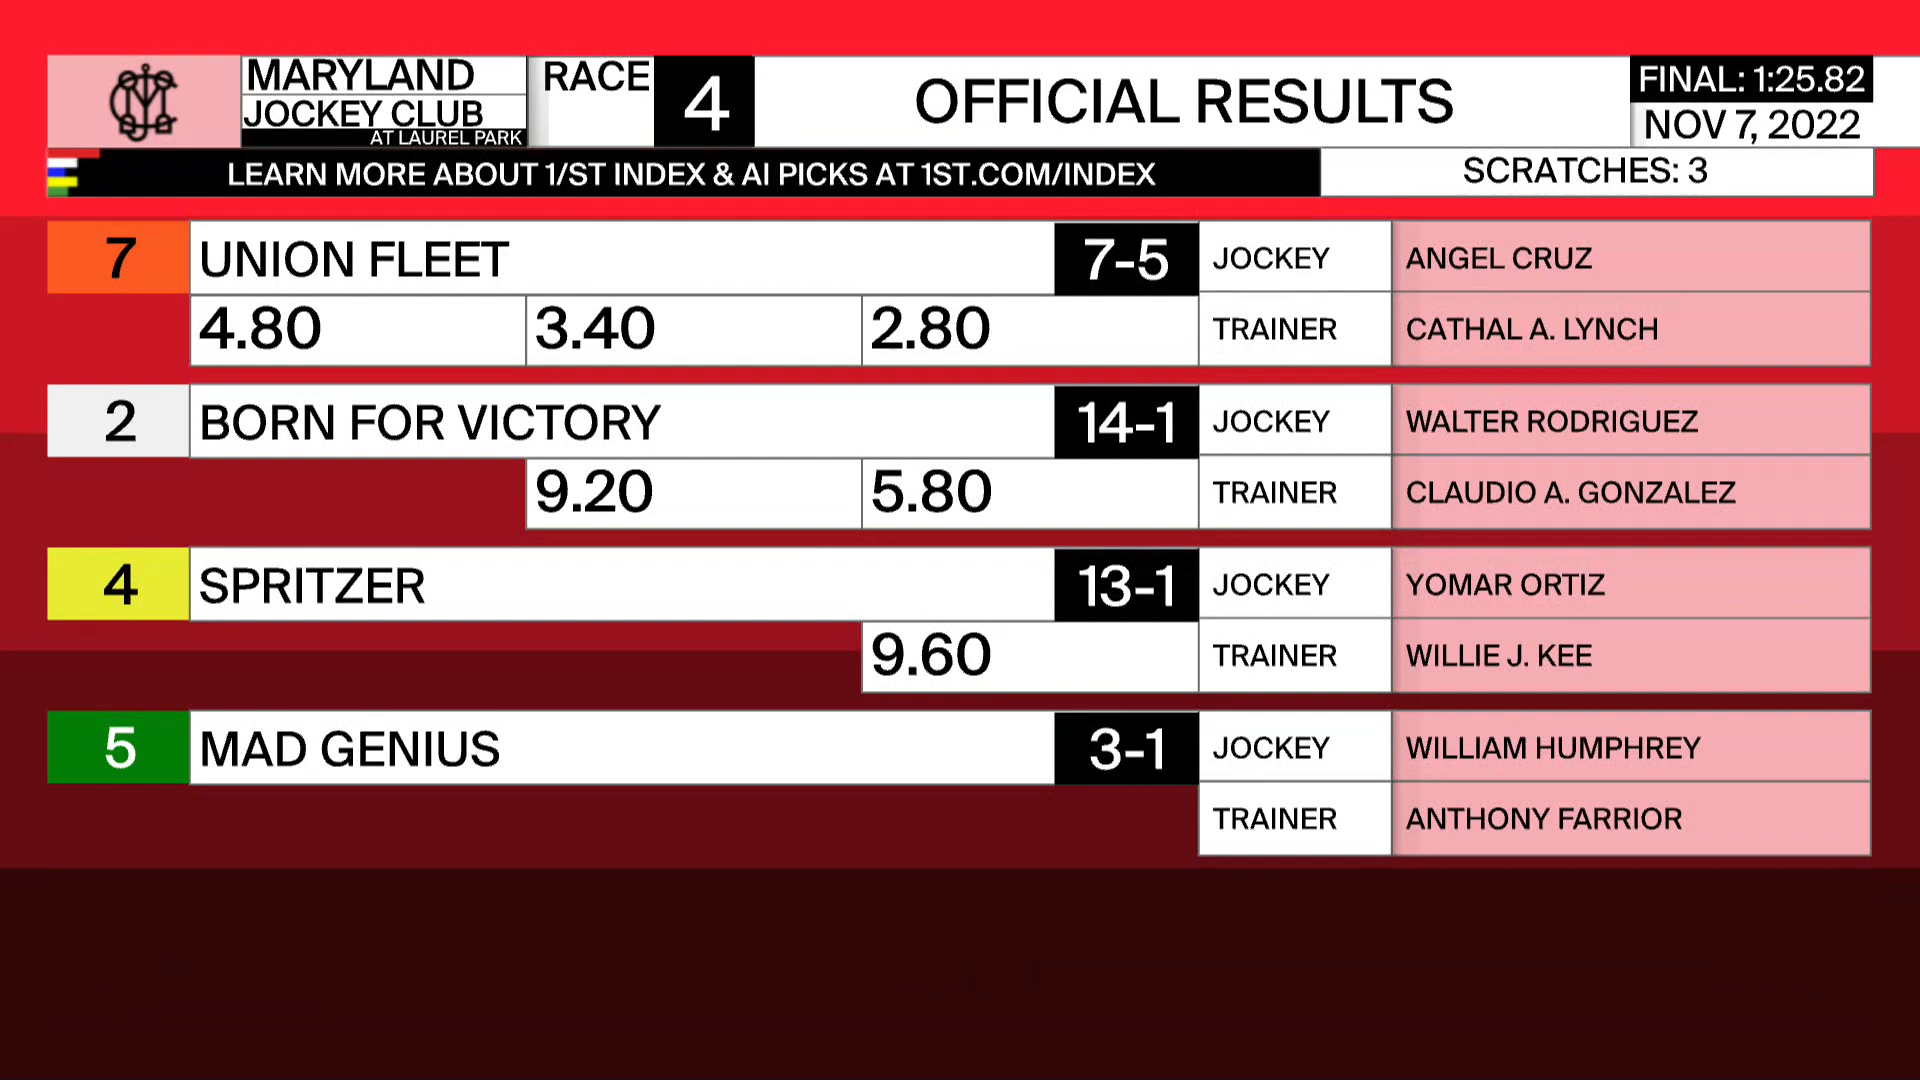 MARYLAND
JOCKEY CLUB
AT LAUREL PARK
RACE 4
OFFICIAL RESULTS
FINAL: 1:25.82
NOV 7, 2022
LEARN MORE ABOUT 1/ST INDEX & AI PICKS AT 1ST.COM/INDEX
SCRATCHES: 3
7 UNION FLEET 7-5 JOCKEY ANGEL CRUZ
4.80 3.40 2.80 TRAINER CATHAL A. LYNCH
2 BORN FOR VICTORY 14-1 JOCKEY WALTER RODRIGUEZ
9.20 5.80 TRAINER CLAUDIO A. GONZALEZ
4 SPRITZER 13-1 JOCKEY YOMAR ORTIZ
9.60 TRAINER WILLIE J. KEE
5 MAD GENIUS 3-1 JOCKEY WILLIAM HUMPHREY
TRAINER ANTHONY FARRIOR